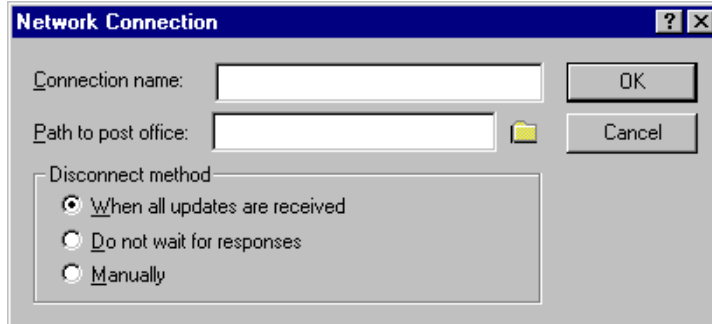 Network Connection
Connection name:
OK
Path to post office:
Cancel
Disconnect method
When all updates are received
Do not wait for responses
Manually